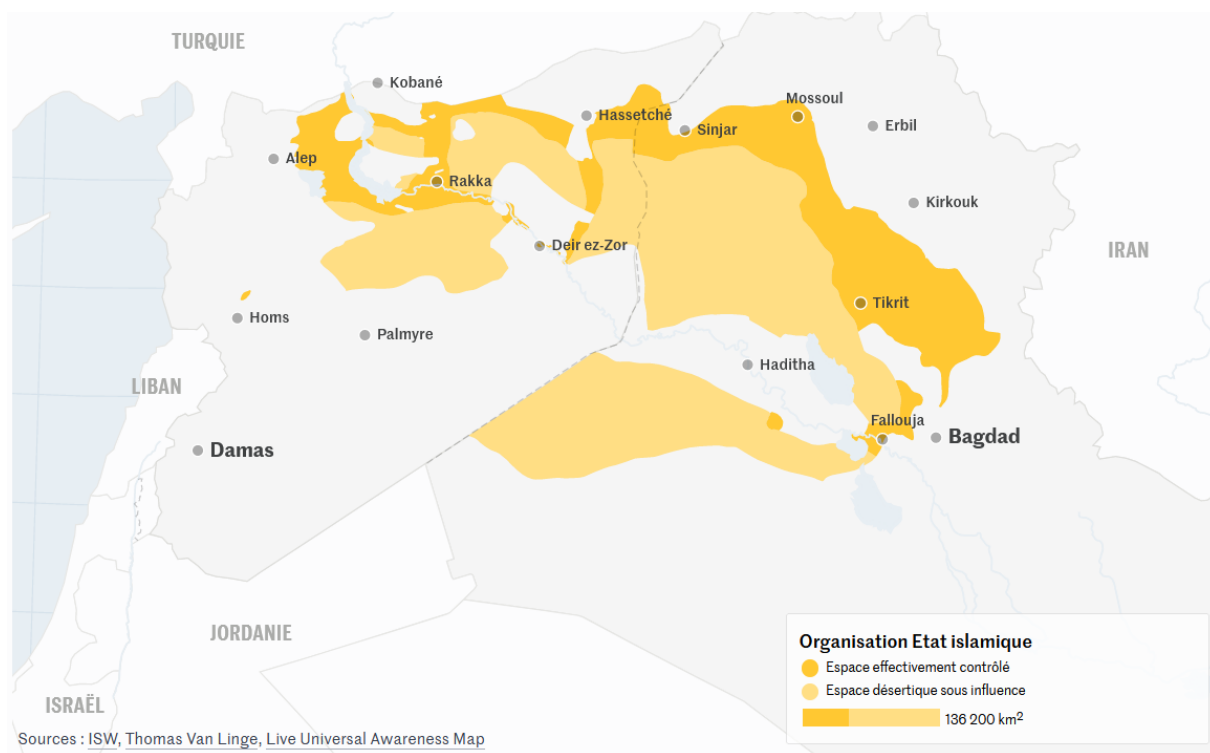 TURQUIE
Kobané
Mossoul
Hassetché
Sinjar
Erbil
Alep
Rakka
Kirkouk
Deir ez-Zor
IRAN
Tikrit
Homs
Palmyre
Haditha
LIBAN
Fallouja
Bagdad
Damas
JORDANIE
ISRAËL
Organisation Etat islamique
Espace effectivement contrôlé
Espace désertique sous influence
136 200 km²
Sources : ISW, Thomas Van Linge, Live Universal Awareness Map